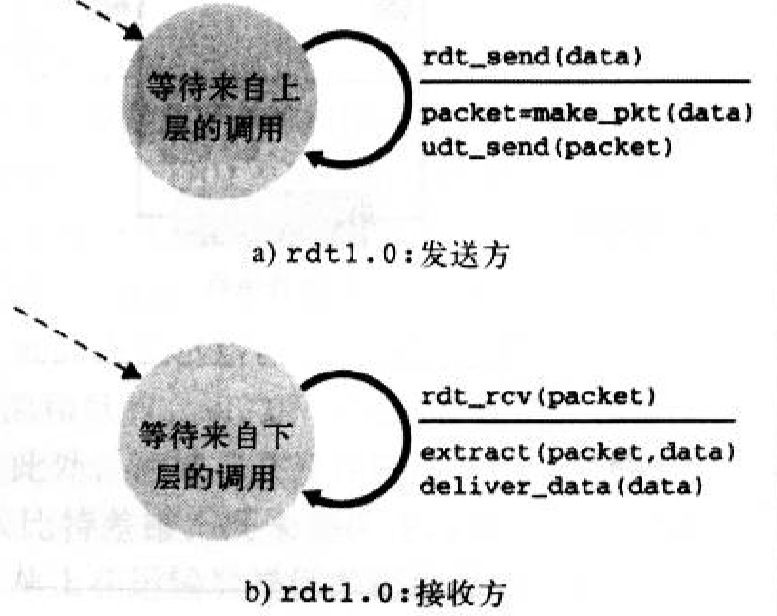 等待来自上
层的调用
rdt_send(data)
packet=make_pkt(data)
udt_send(packet)
a) rdt1.0:发送方
等待来自下
层的调用
rdt_rcv(packet)
extract(packet,data)
deliver_data(data)
b) rdt1.0:接收方